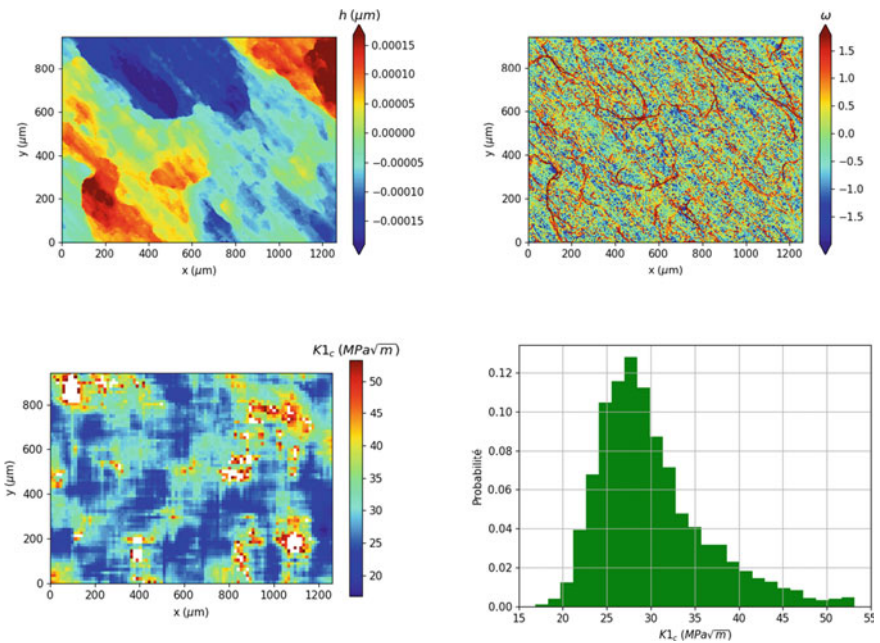 h (μm)
0.00015
0.00010
0.00005
0.00000
−0.00005
−0.00010
−0.00015
y (μm)
800
600
400
200
0
0 200 400 600 800 1000 1200
x (μm)
ω
1.5
1.0
0.5
0.0
−0.5
−1.0
−1.5
y (μm)
800
600
400
200
0
0 200 400 600 800 1000 1200
x (μm)
K1c (MPa√m)
50
45
40
35
30
25
20
y (μm)
800
600
400
200
0
0 200 400 600 800 1000 1200
x (μm)
Probabilité
0.12
0.10
0.08
0.06
0.04
0.02
0.00
15 20 25 30 35 40 45 50 55
K1c (MPa√m)